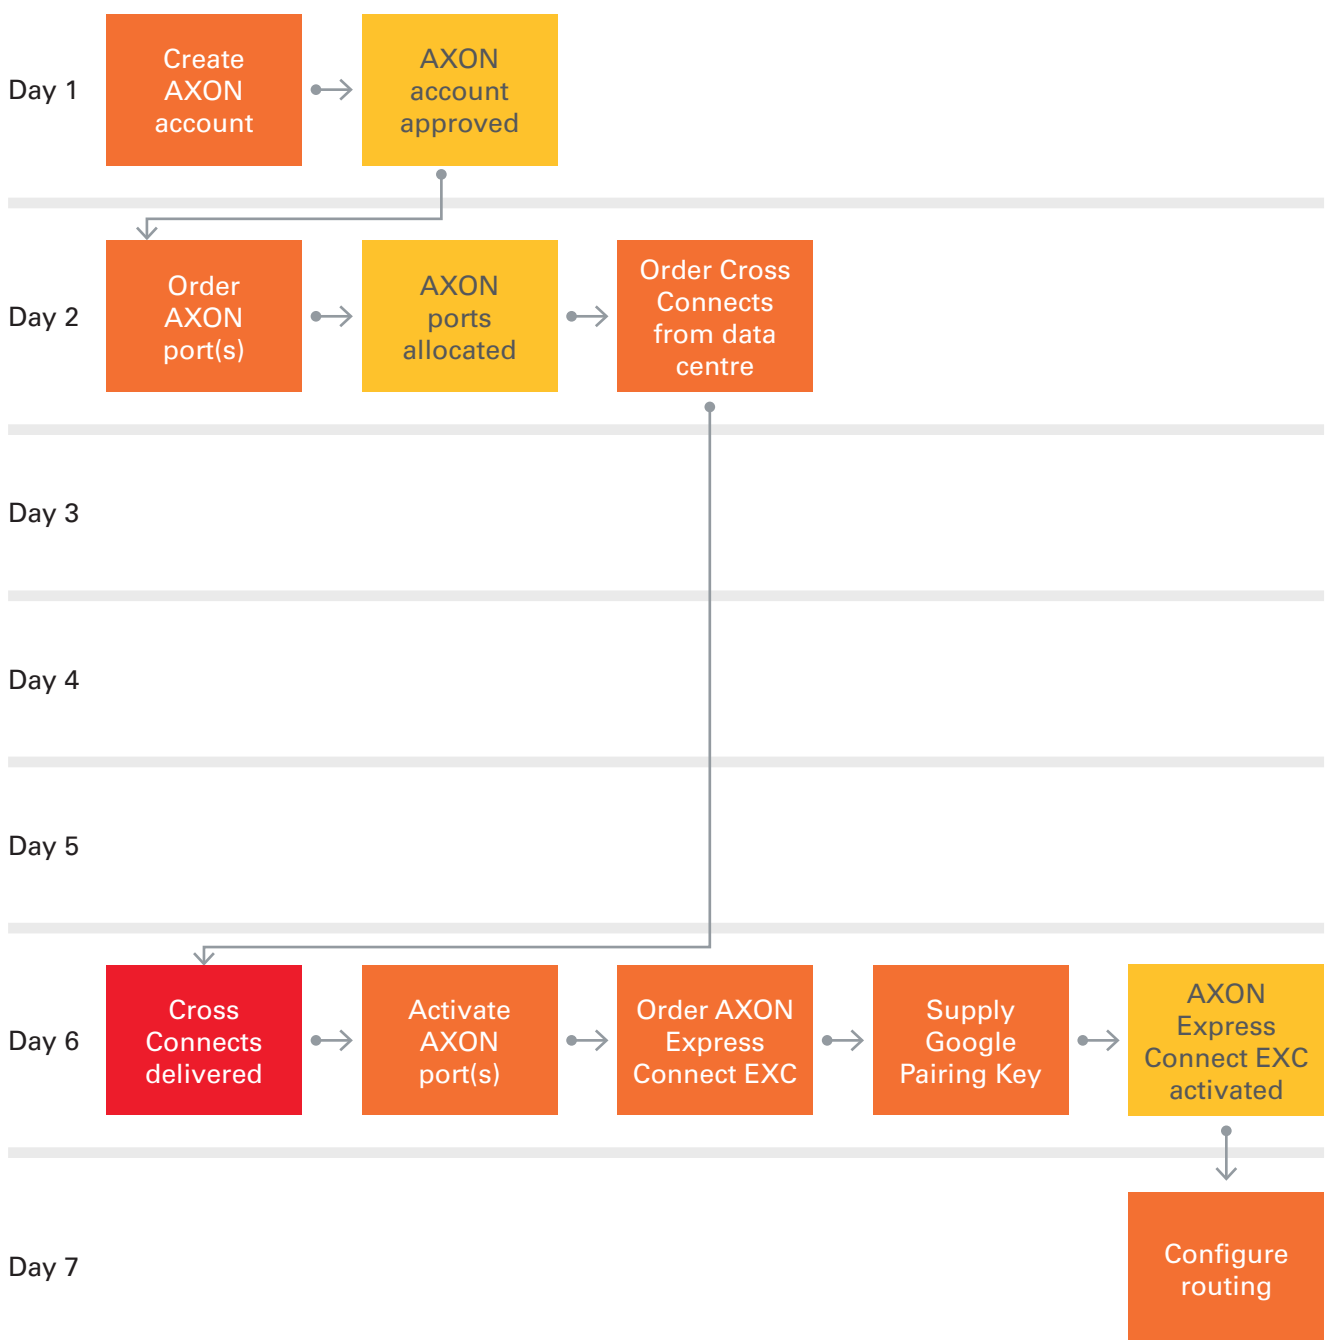 Day 1
Create
AXON
account
AXON
account
approved
Day 2
Order
AXON
port(s)
AXON
ports
allocated
Order Cross
Connects
from data
centre
Day 3
Day 4
Day 5
Day 6
Cross
Connects
delivered
Activate
AXON
port(s)
Order AXON
Express
Connect EXC
Supply
Google
Pairing Key
AXON
Express
Connect EXC
activated
Day 7
Configure
routing